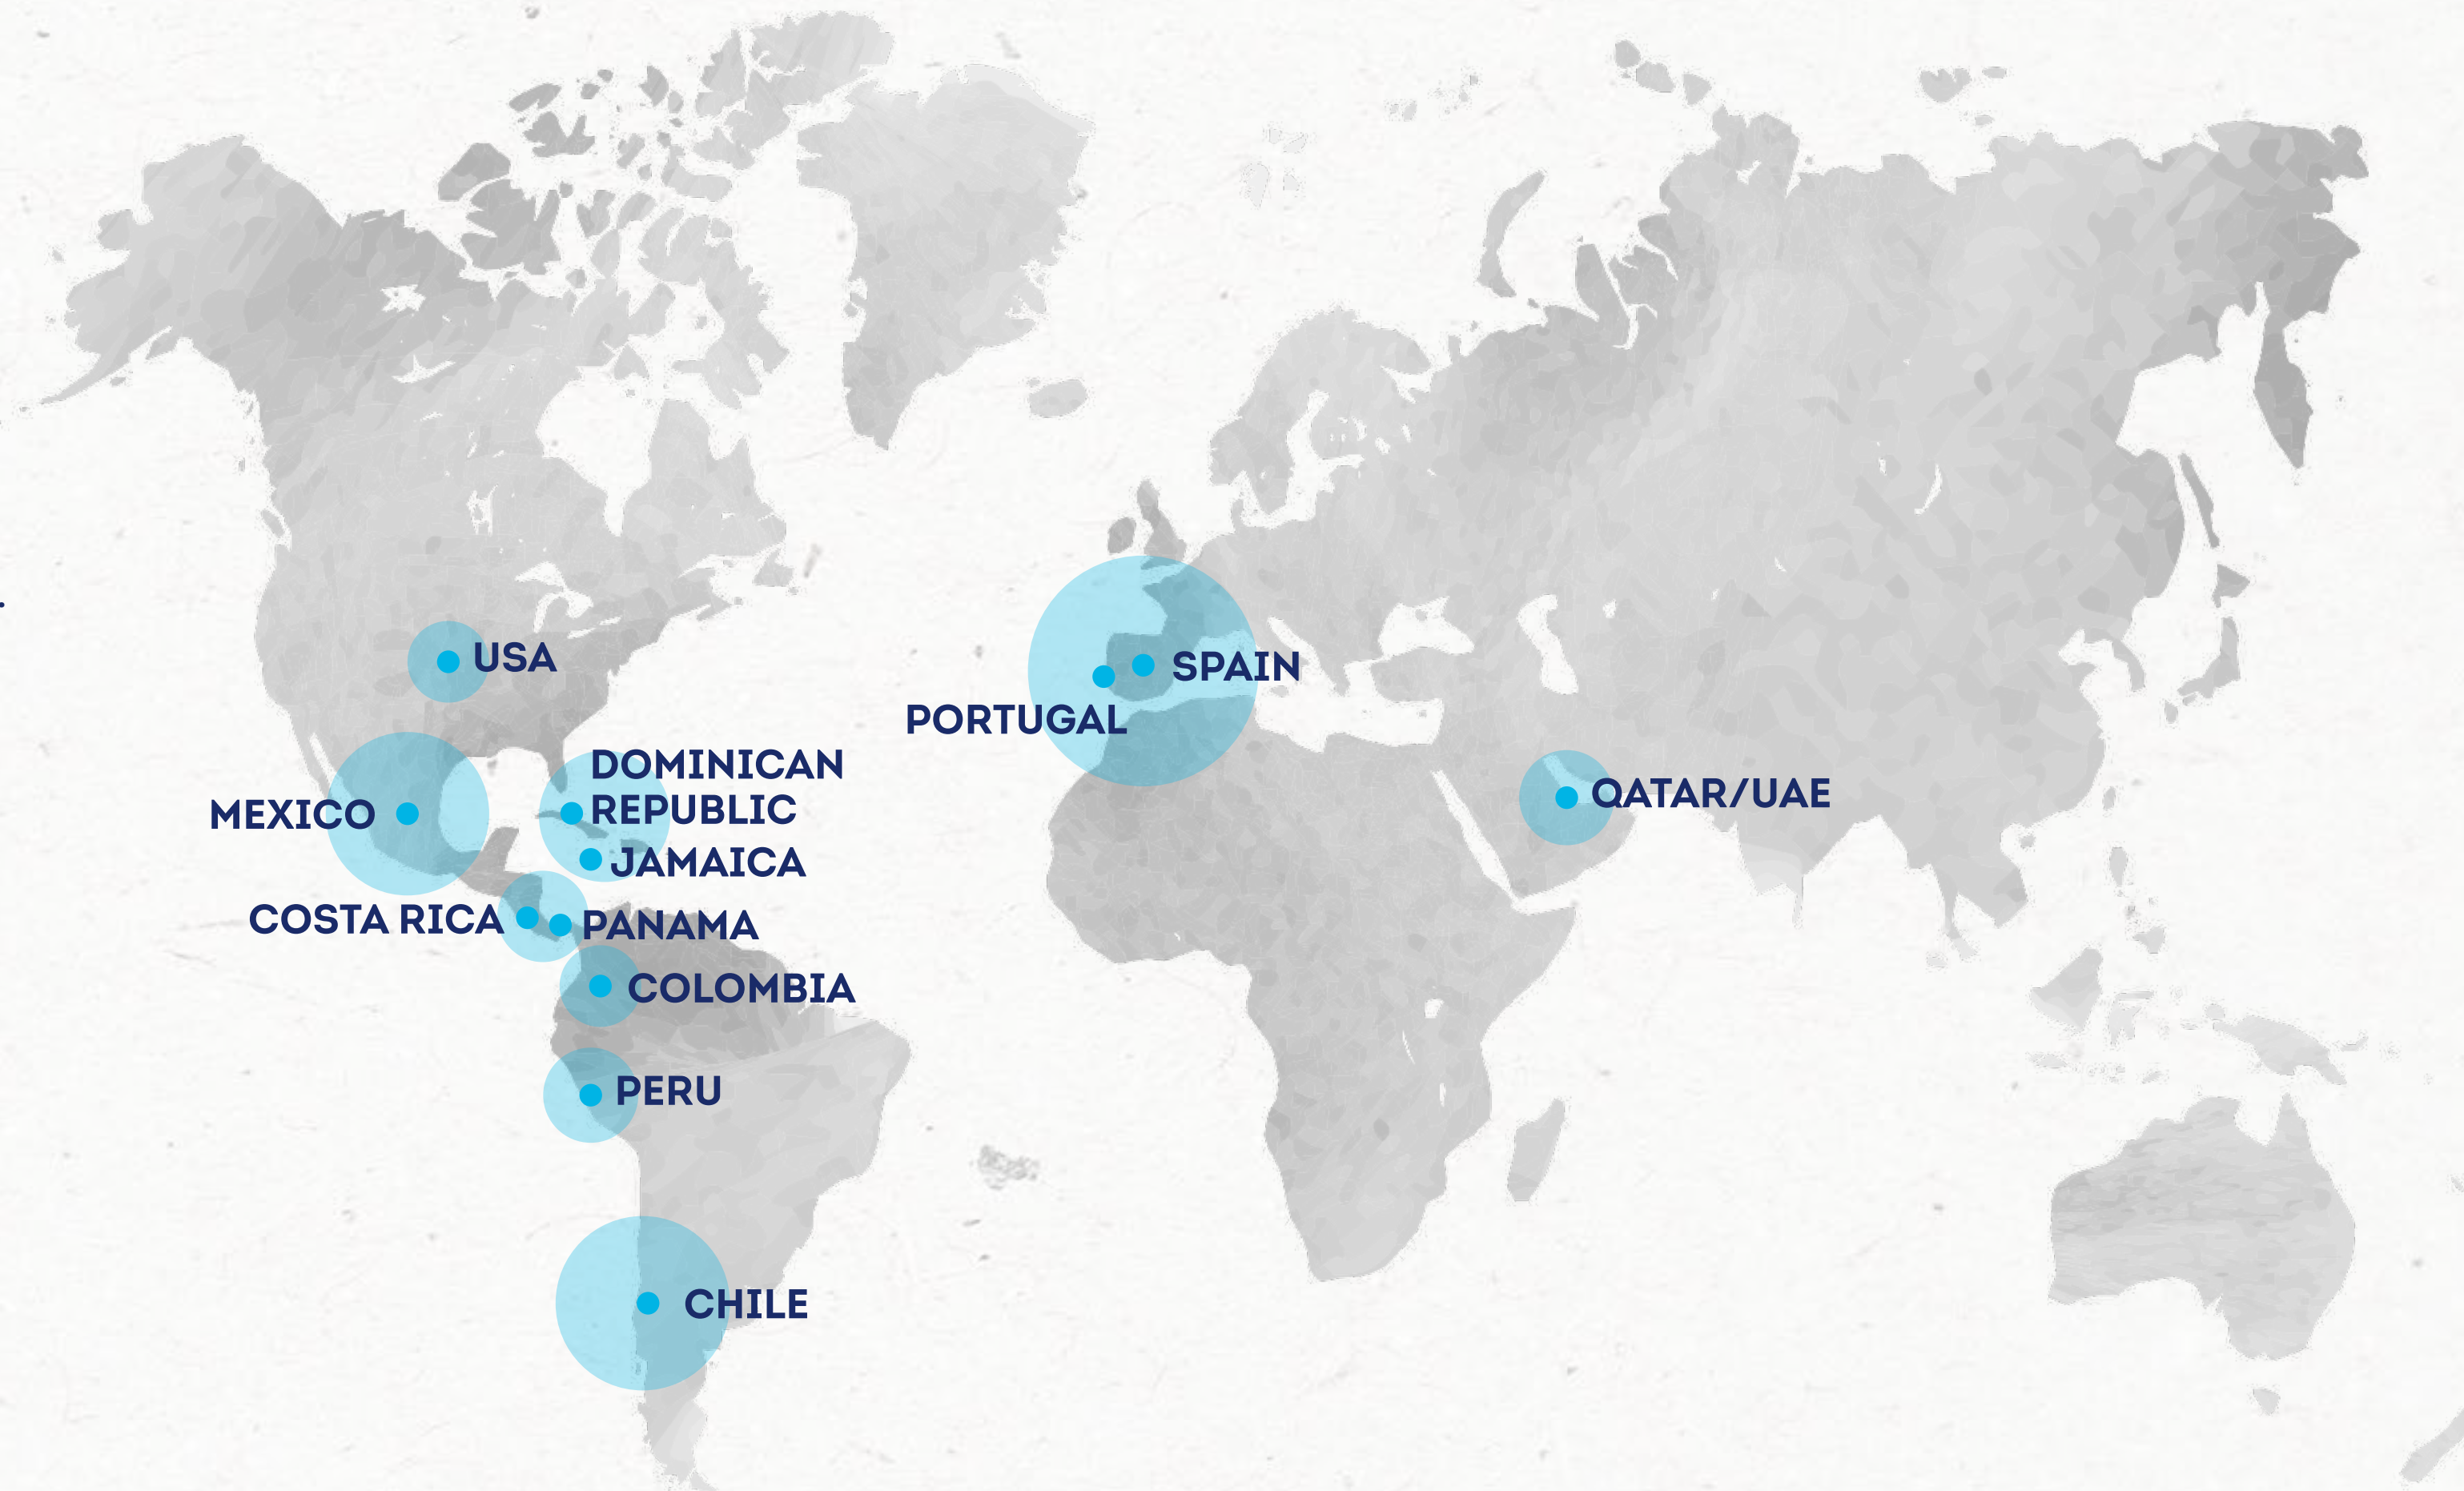 USA
SPAIN
PORTUGAL
DOMINICAN
REPUBLIC
MEXICO
QATAR/UAE
JAMAICA
COSTA RICA
PANAMA
COLOMBIA
PERU
CHILE